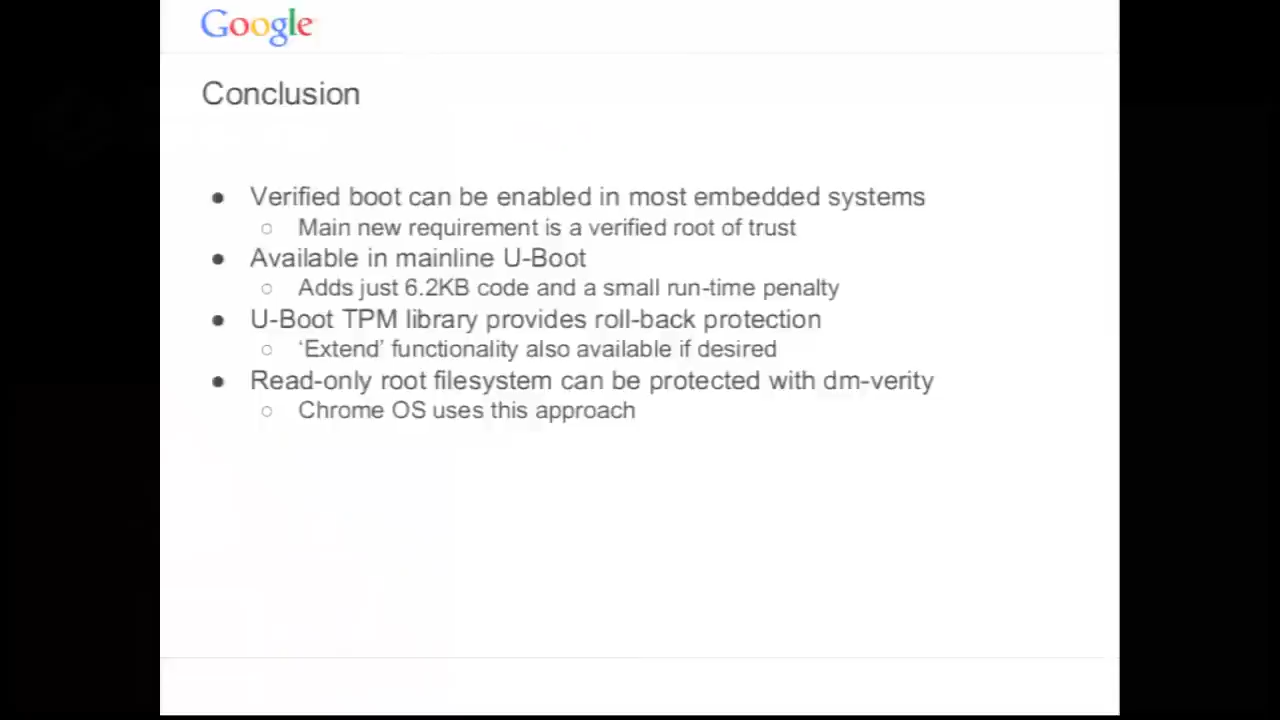 Google
Conclusion
● Verified boot can be enabled in most embedded systems
○ Main new requirement is a verified root of trust
● Available in mainline U-Boot
○ Adds just 6.2KB code and a small run-time penalty
● U-Boot TPM library provides roll-back protection
○ ‘Extend’ functionality also available if desired
● Read-only root filesystem can be protected with dm-verity
○ Chrome OS uses this approach